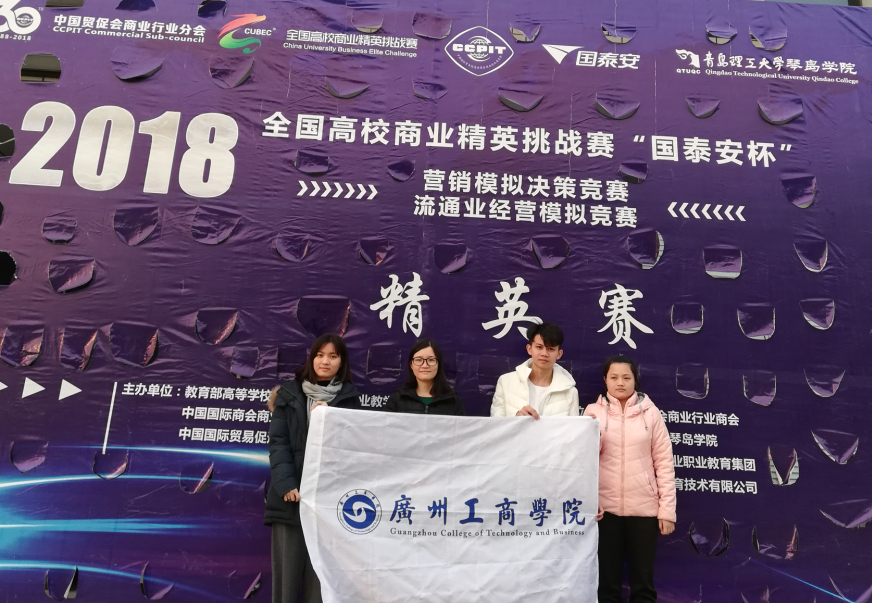 中国贸促会商业行业分会
CCPIT Commercial Sub-council
CUBEC
全国高校商业精英挑战赛
China University Business Elite Challenge
CCPIT
国泰安
QTUQC
青岛理工大学琴岛学院
Qingdao Technological University Qindao College
2018
全国高校商业精英挑战赛“国泰安杯”
营销模拟决策竞赛
流通业经营模拟竞赛
精英赛
主办单位：教育部高等学校
业教学
中国国际商会商业
会商业行业商会
中国国际贸易促
琴岛学院
业职业教育集团
育技术有限公司
廣州工商學院
Guangzhou College of Technology and Business